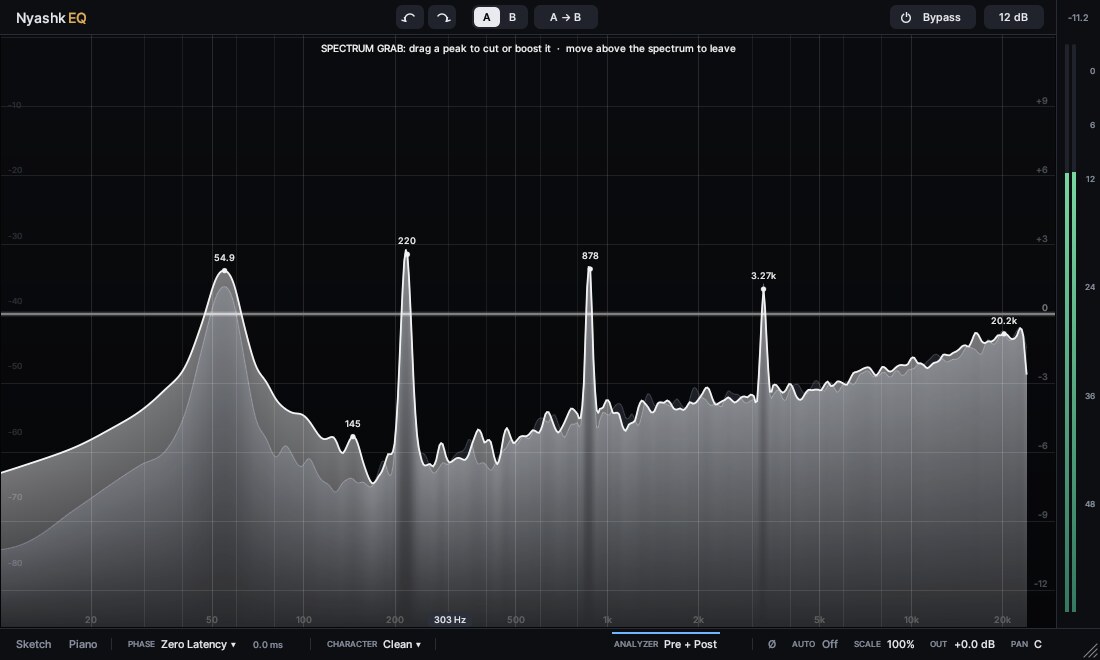 Nyashk EQ
A B A → B
Bypass 12 dB -11.2
SPECTRUM GRAB: drag a peak to cut or boost it · move above the spectrum to leave
0
-10 +9
6
-20 +6 12
-30 +3
54.9 220 878 3.27k
24
-40 0
20.2k
-50 -3
36
145
-60 -6
-70 -9 48
-80 -12
20 50 100 200 303 Hz 500 1k 2k 5k 10k 20k
Sketch Piano PHASE Zero Latency ▾ 0.0 ms CHARACTER Clean ▾ ANALYZER Pre + Post Ø AUTO Off SCALE 100% OUT +0.0 dB PAN C